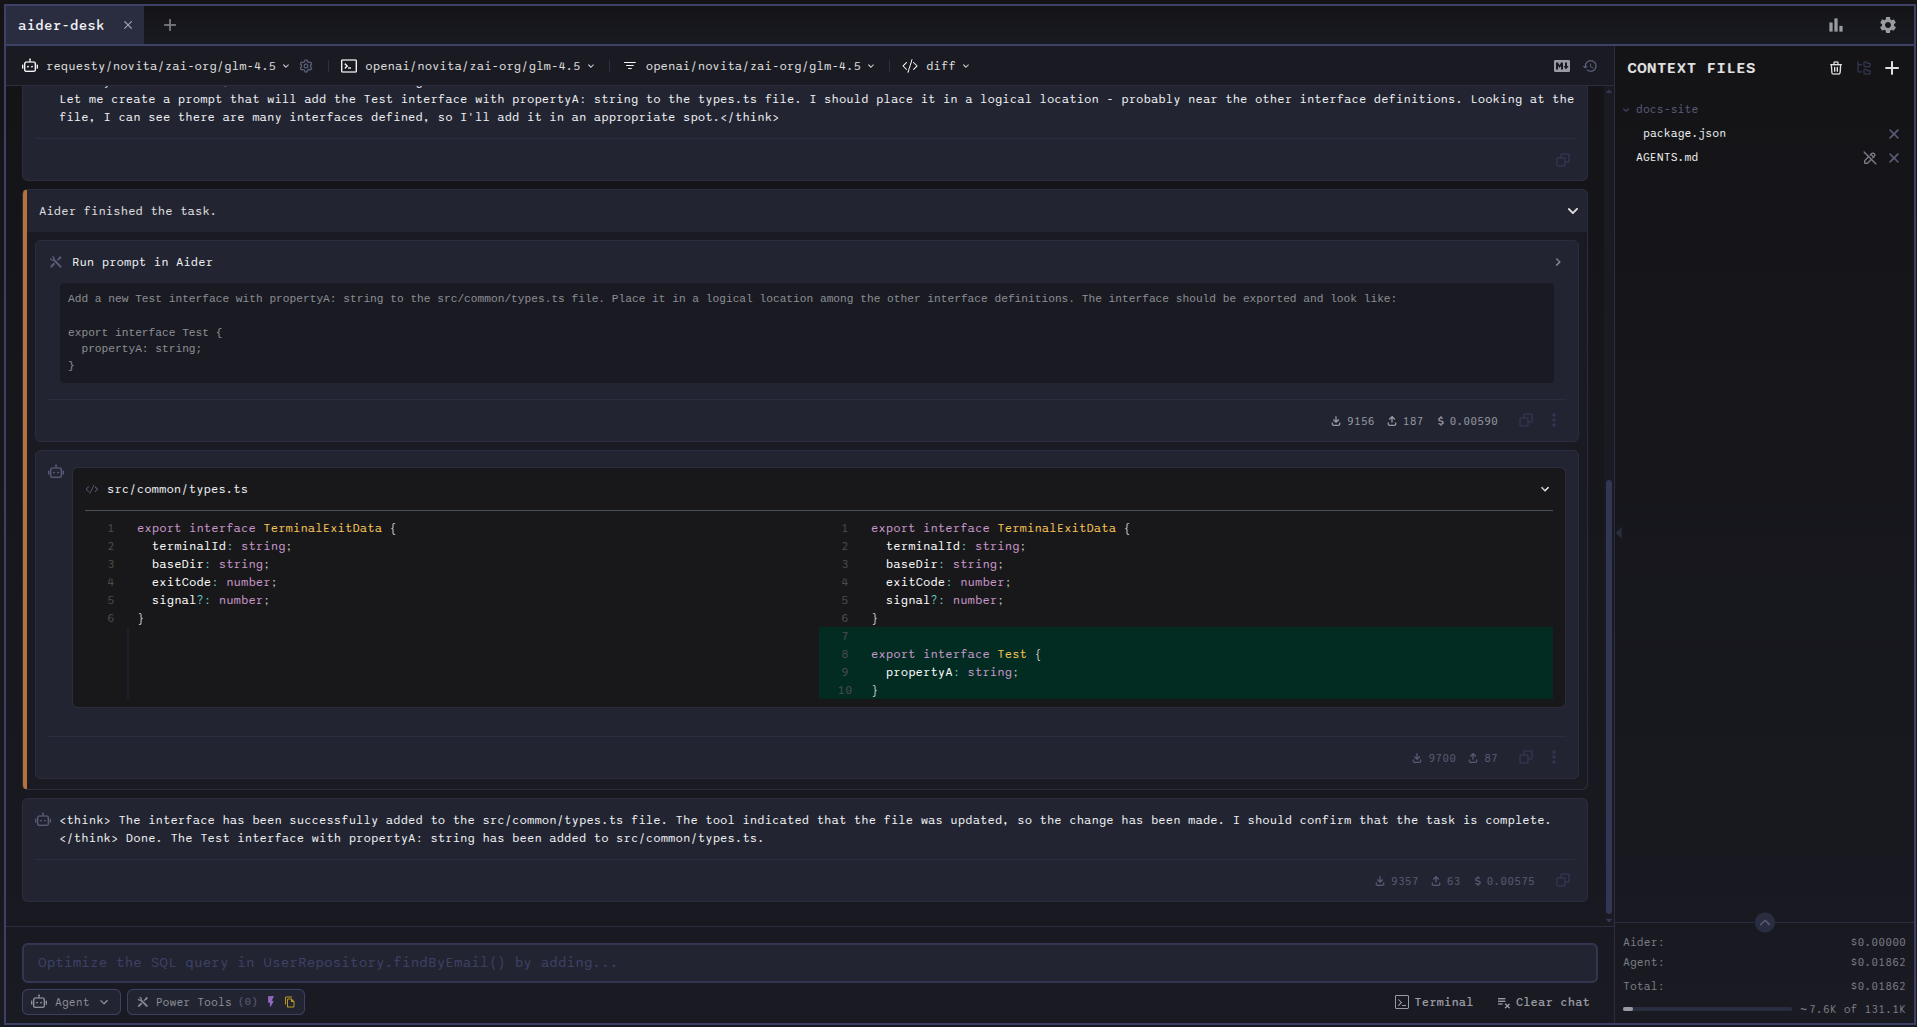 aider-desk
requesty/novita/zai-org/glm-4.5
openai/novita/zai-org/glm-4.5
openai/novita/zai-org/glm-4.5
diff
Let me create a prompt that will add the Test interface with propertyA: string to the types.ts file. I should place it in a logical location - probably near the other interface definitions. Looking at the
file, I can see there are many interfaces defined, so I'll add it in an appropriate spot.</think>
Aider finished the task.
Run prompt in Aider
Add a new Test interface with propertyA: string to the src/common/types.ts file. Place it in a logical location among the other interface definitions. The interface should be exported and look like:
export interface Test {
propertyA: string;
}
9156 187 $ 0.00590
src/common/types.ts
1 export interface TerminalExitData {
2 terminalId: string;
3 baseDir: string;
4 exitCode: number;
5 signal?: number;
6 }
1 export interface TerminalExitData {
2 terminalId: string;
3 baseDir: string;
4 exitCode: number;
5 signal?: number;
6 }
7
8 export interface Test {
9 propertyA: string;
10 }
9700 87
<think> The interface has been successfully added to the src/common/types.ts file. The tool indicated that the file was updated, so the change has been made. I should confirm that the task is complete.
</think> Done. The Test interface with propertyA: string has been added to src/common/types.ts.
9357 63 $ 0.00575
Optimize the SQL query in UserRepository.findByEmail() by adding...
Agent
Power Tools (0)
Terminal
Clear chat
CONTEXT FILES
docs-site
package.json
AGENTS.md
Aider: $0.00000
Agent: $0.01862
Total: $0.01862
~7.6K of 131.1K